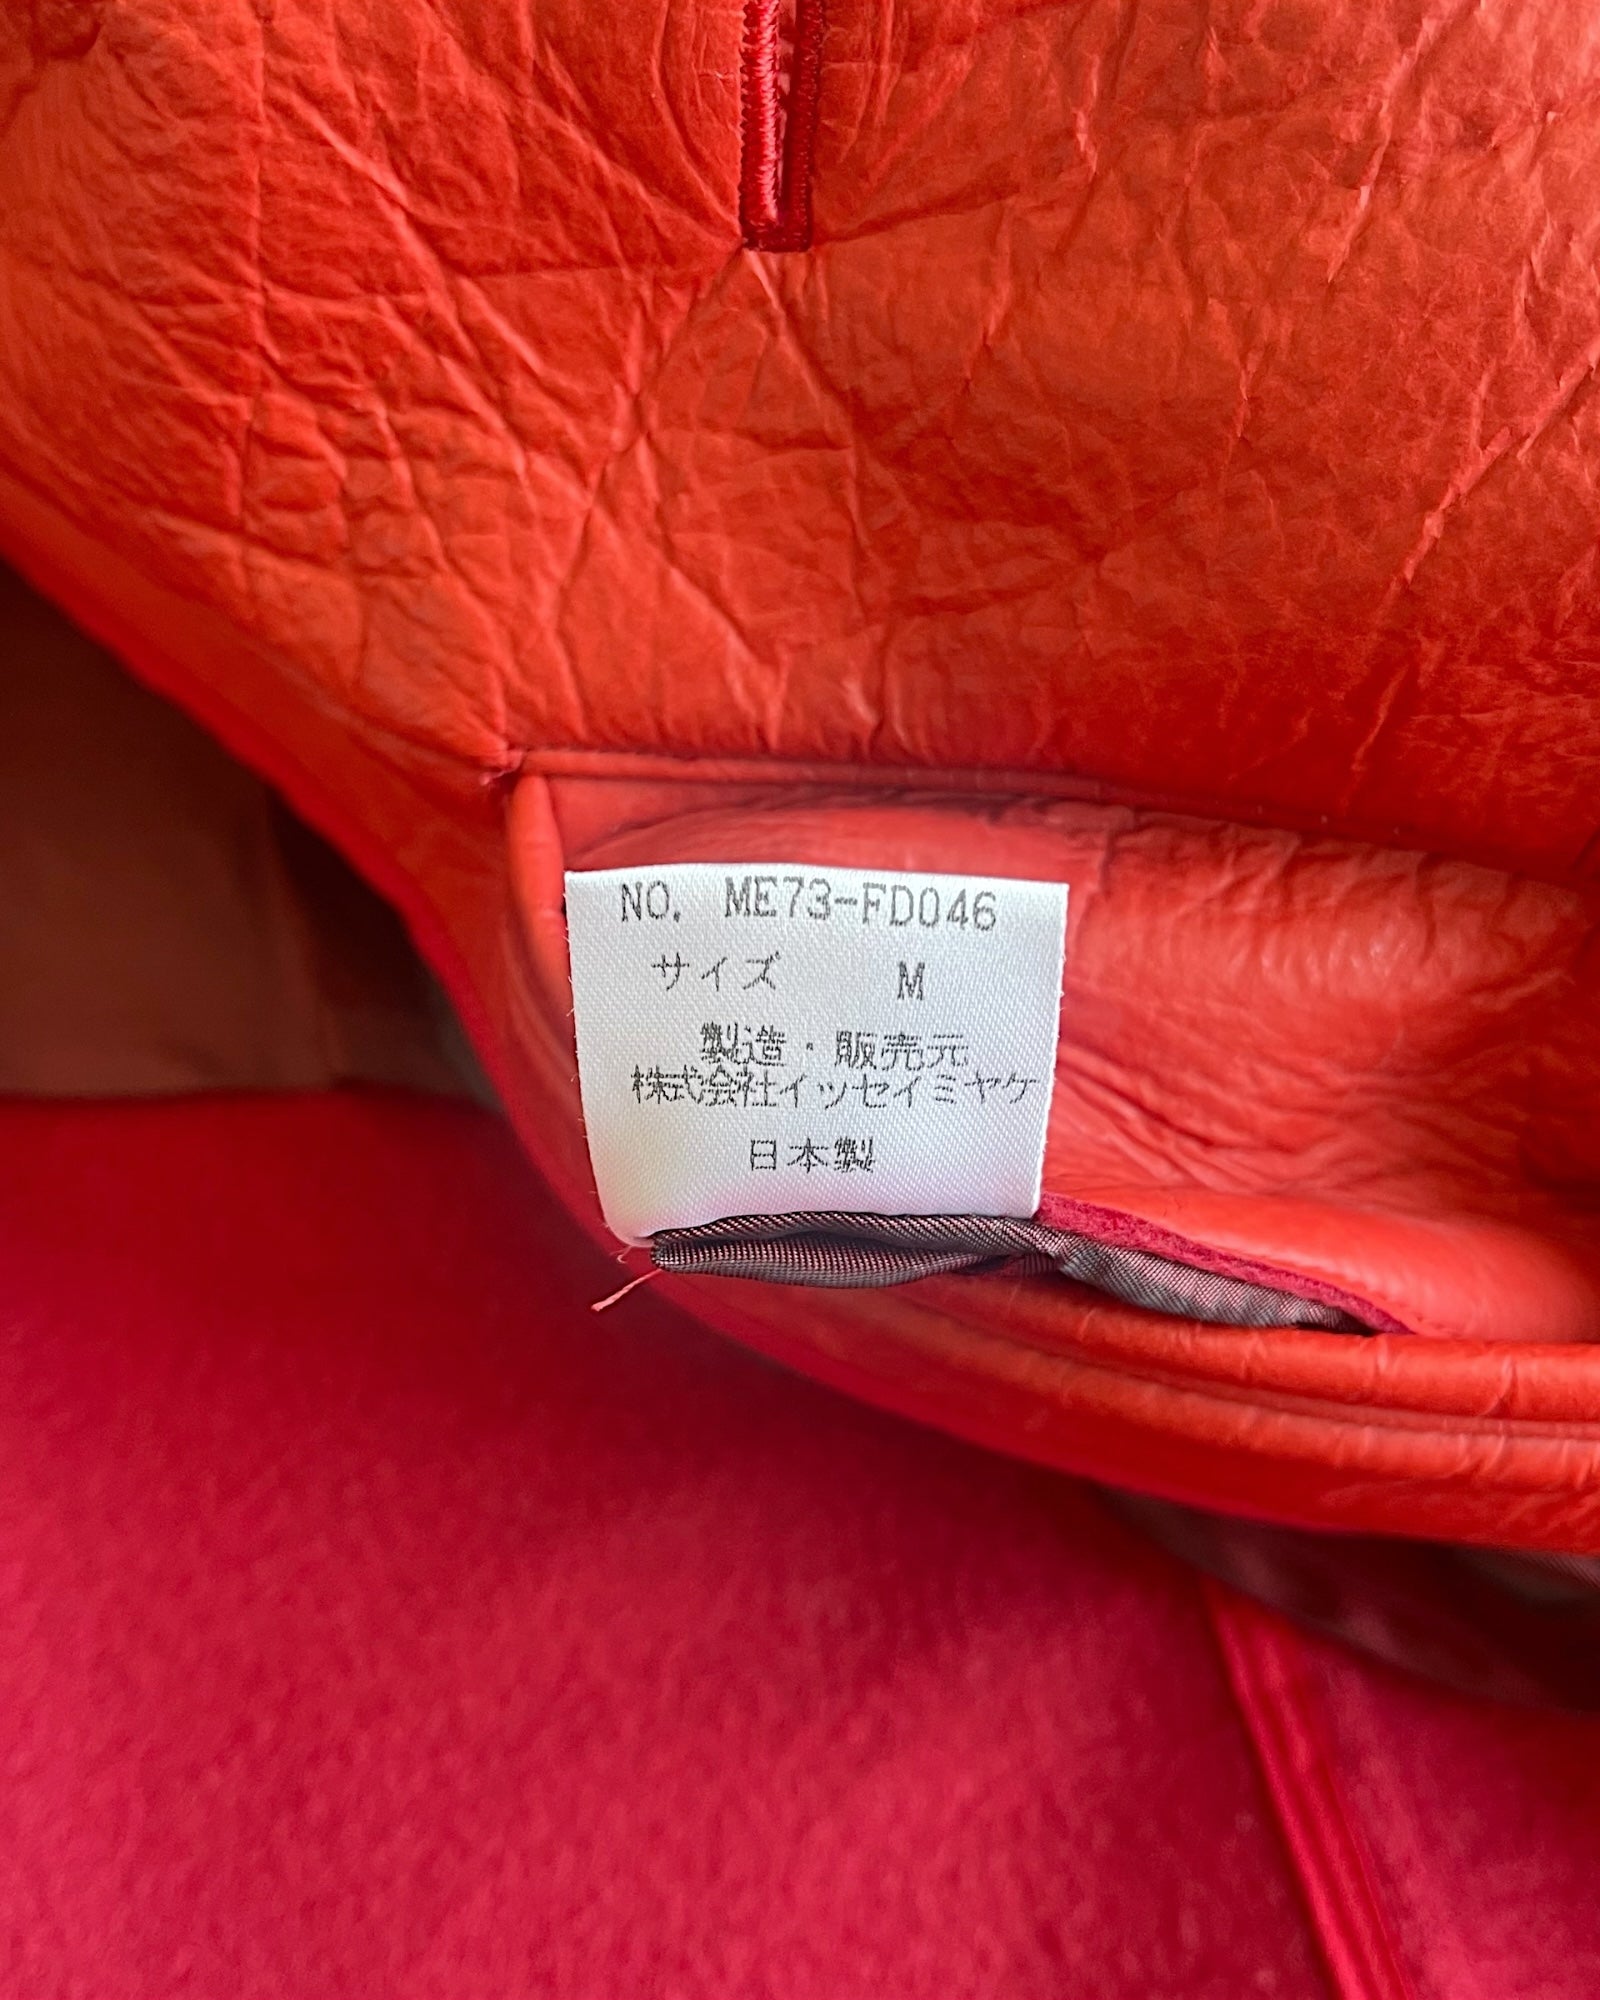 NO. ME73-FD046
サイズ M
製造・販売元
株式会社イッセイミヤケ
日本製